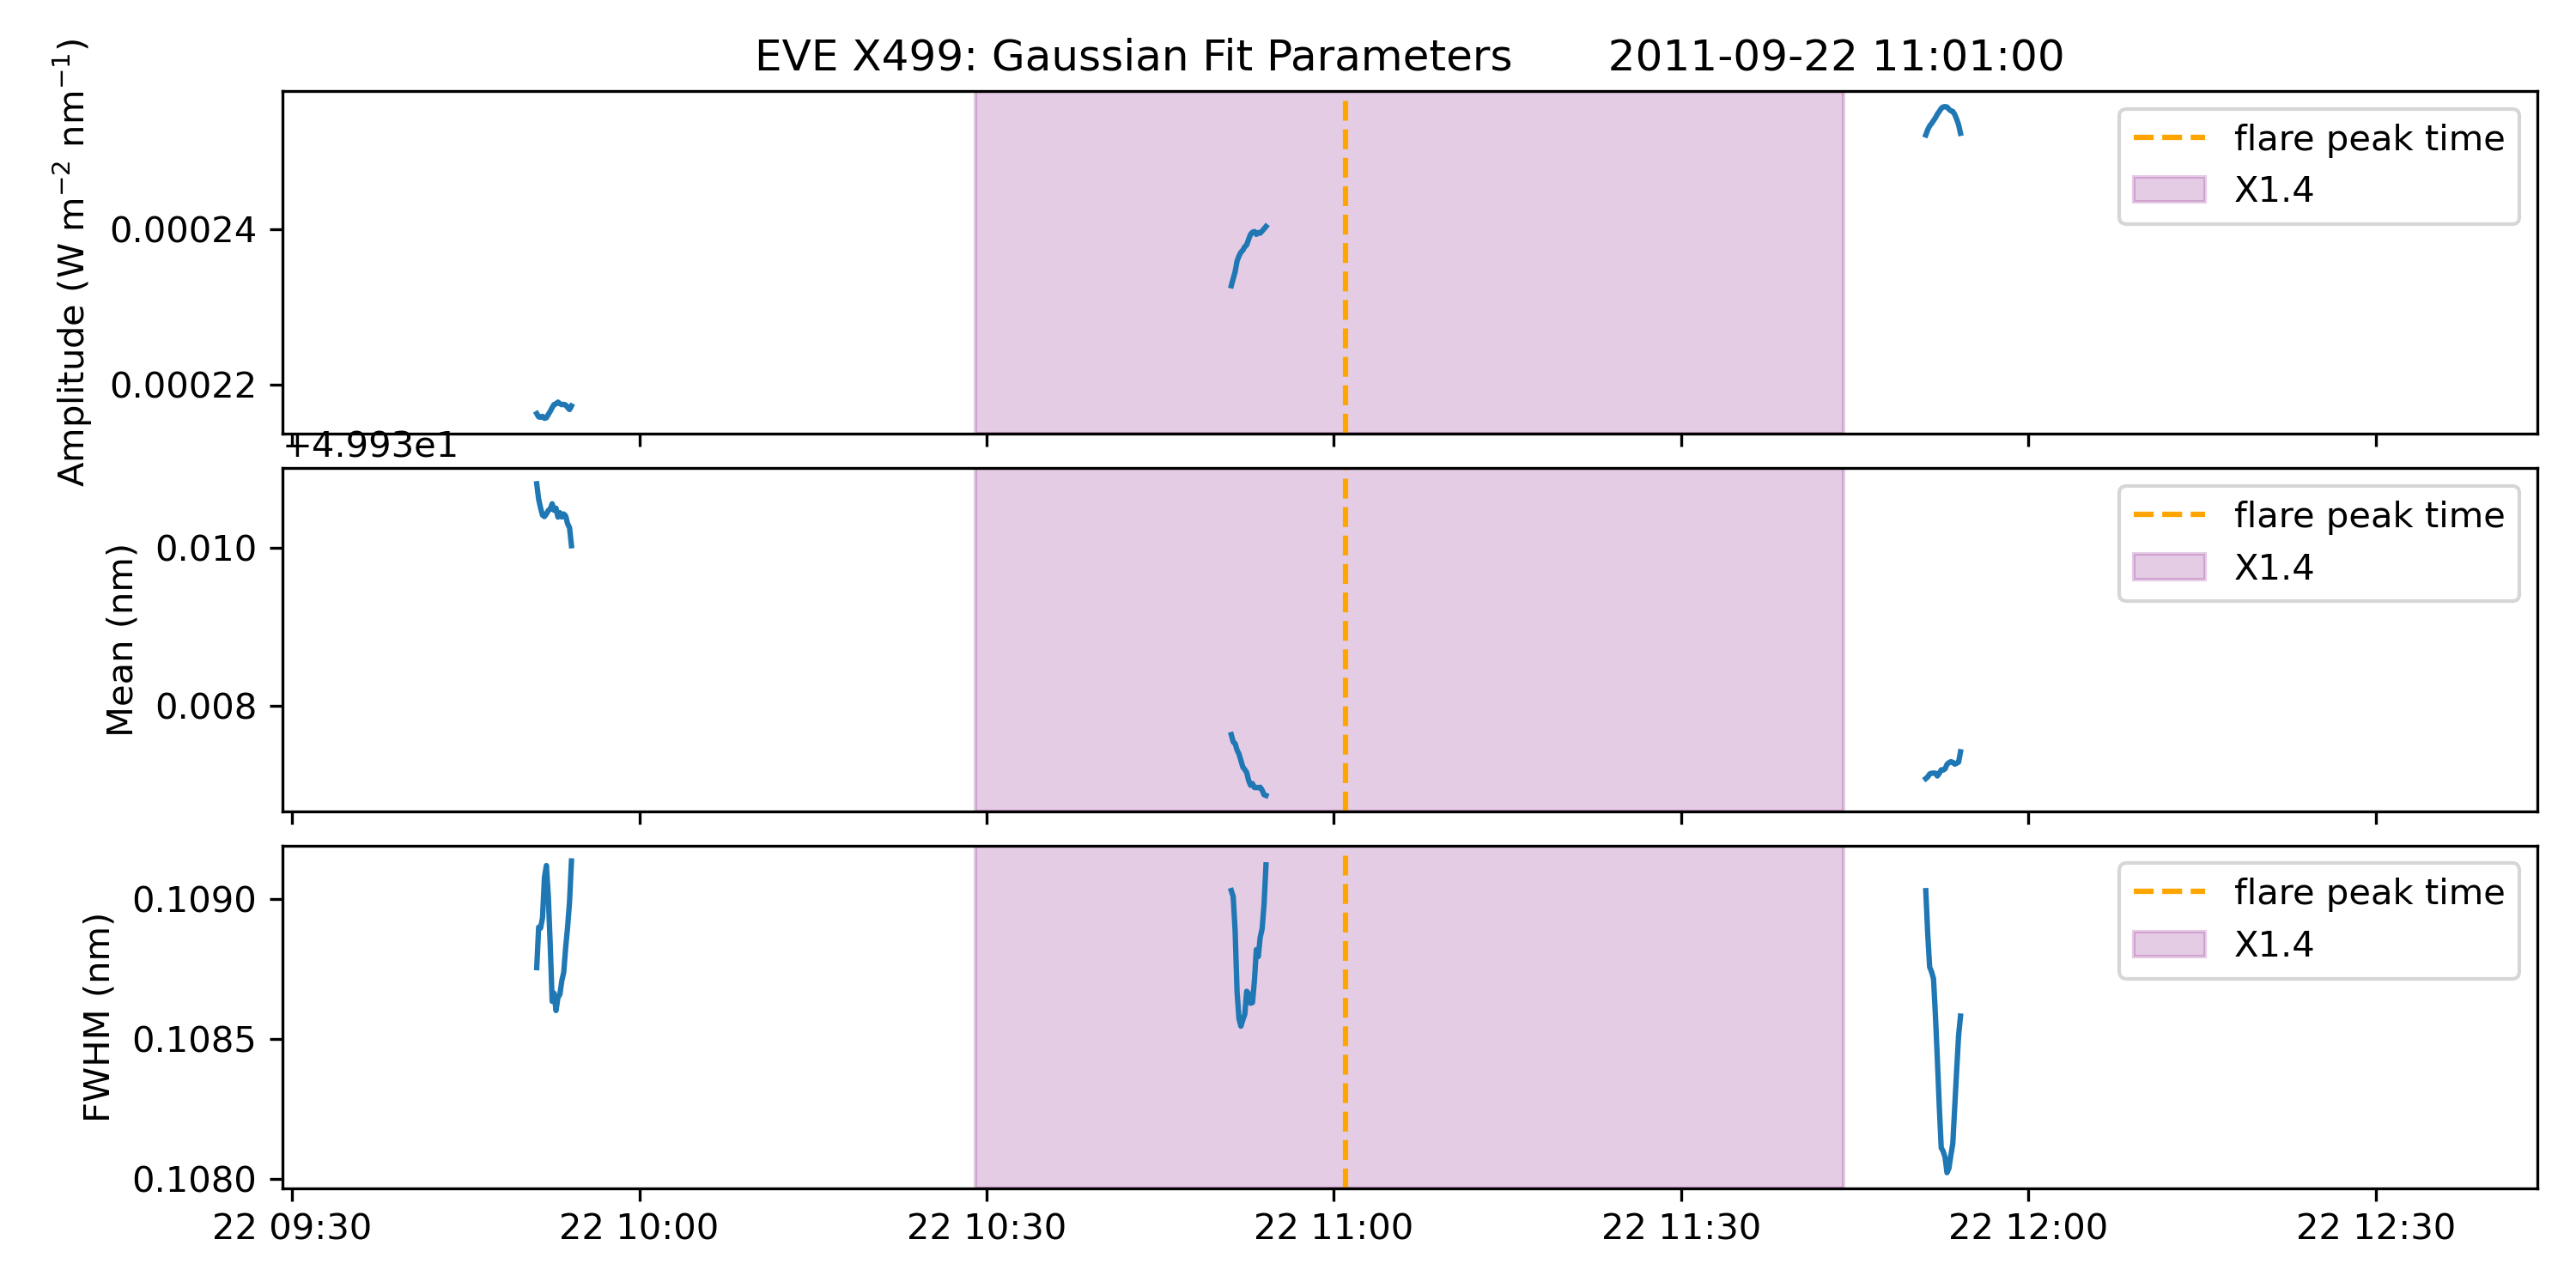 EVE X499: Gaussian Fit Parameters 2011-09-22 11:01:00
Amplitude (W m⁻² nm⁻¹)
0.00024
0.00022
flare peak time
X1.4
+4.993e1
Mean (nm)
0.010
0.008
flare peak time
X1.4
FWHM (nm)
0.1090
0.1085
0.1080
flare peak time
X1.4
22 09:30 22 10:00 22 10:30 22 11:00 22 11:30 22 12:00 22 12:30